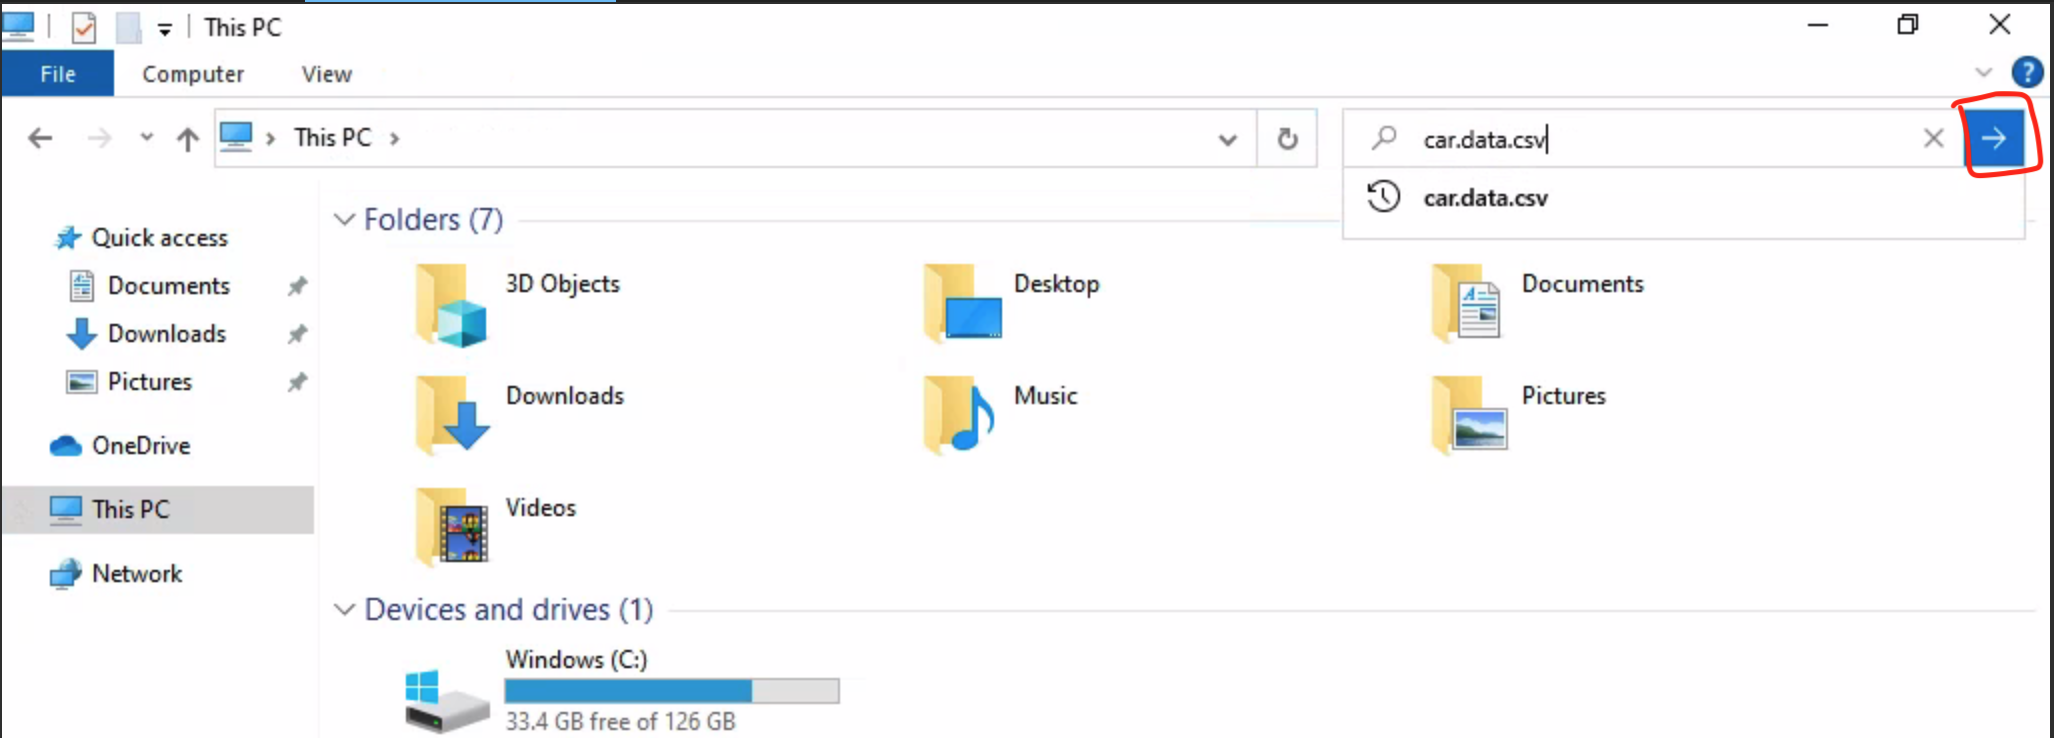 This PC
File Computer View
This PC
car.data.csv
car.data.csv
Quick access
Documents
Downloads
Pictures
OneDrive
This PC
Network
Folders (7)
3D Objects
Desktop
Documents
Downloads
Music
Pictures
Videos
Devices and drives (1)
Windows (C:)
33.4 GB free of 126 GB